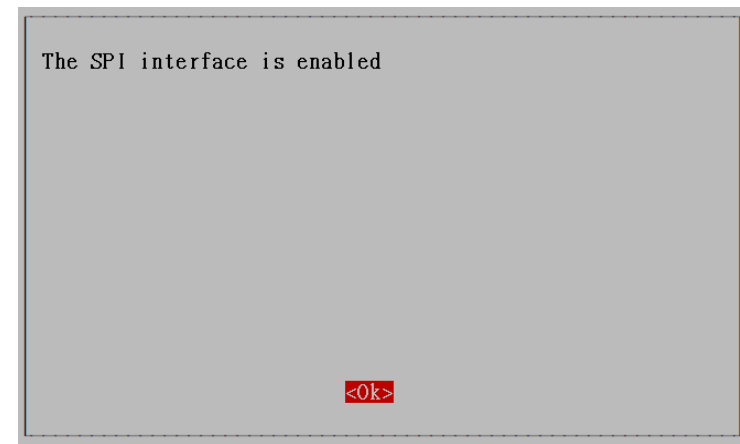 The SPI interface is enabled
<Ok>